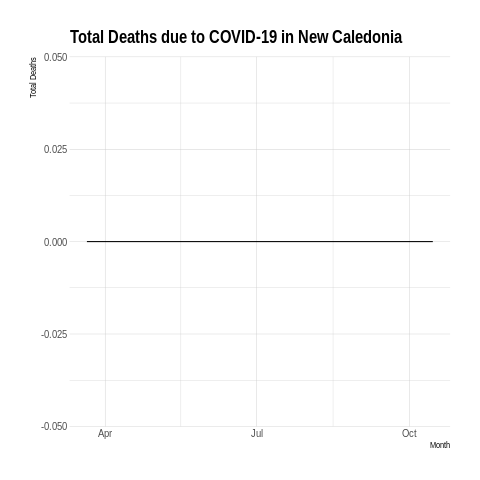 Total Deaths due to COVID-19 in New Caledonia
Total Deaths
0.050
0.025
0.000
-0.025
-0.050
Apr Jul Oct
Month